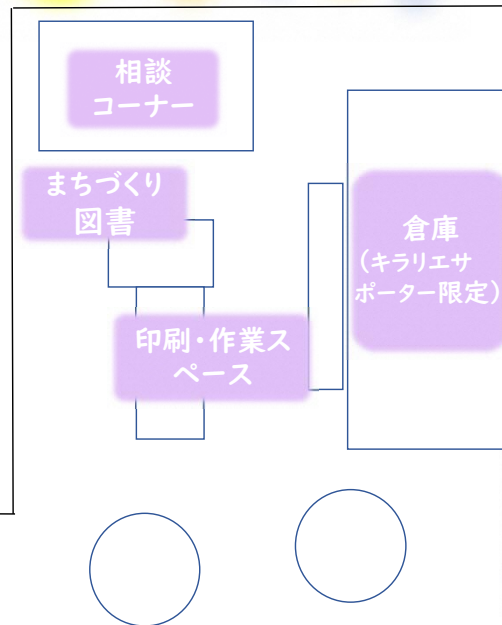 相談
コーナー
まちづくり
図書
倉庫
（キラリエサ
ポーター限定）
印刷・作業ス
ペース